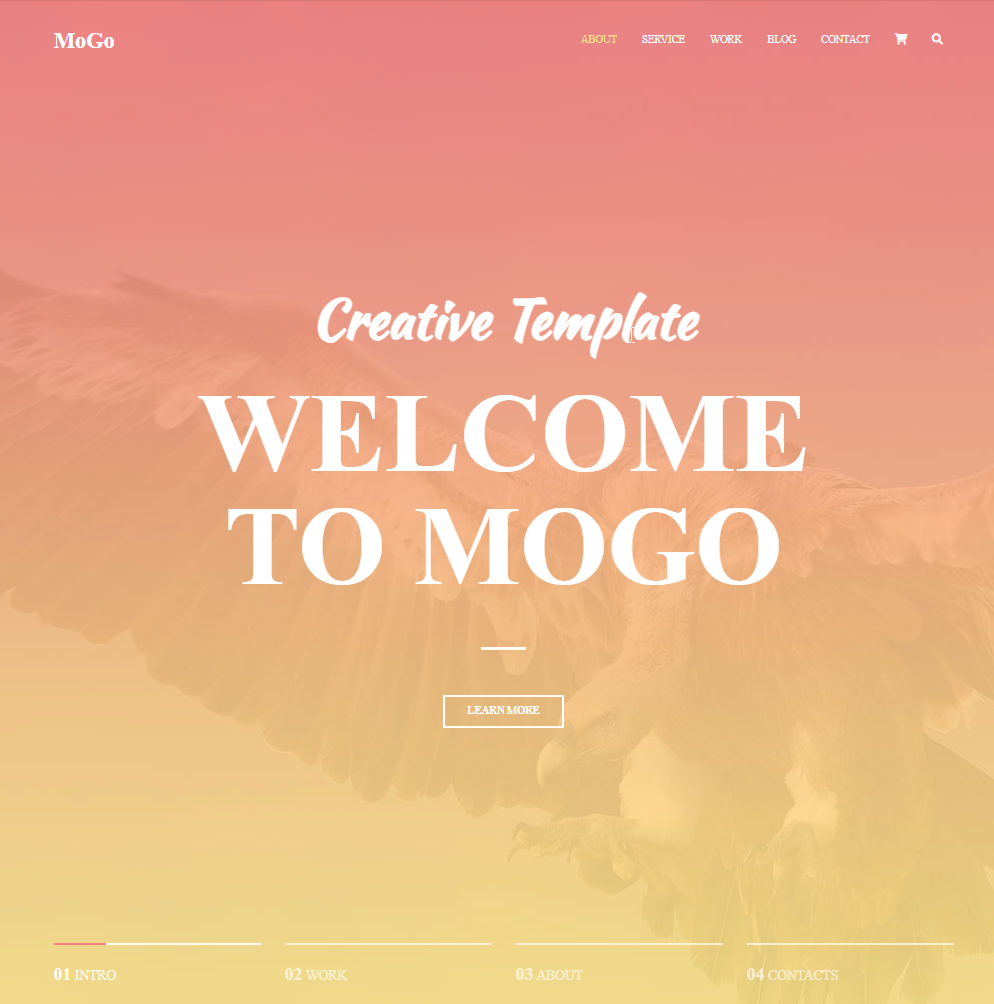 MoGo
ABOUT SERVICE WORK BLOG CONTACT
Creative Template
WELCOME
TO MOGO
LEARN MORE
01 INTRO
02 WORK
03 ABOUT
04 CONTACTS